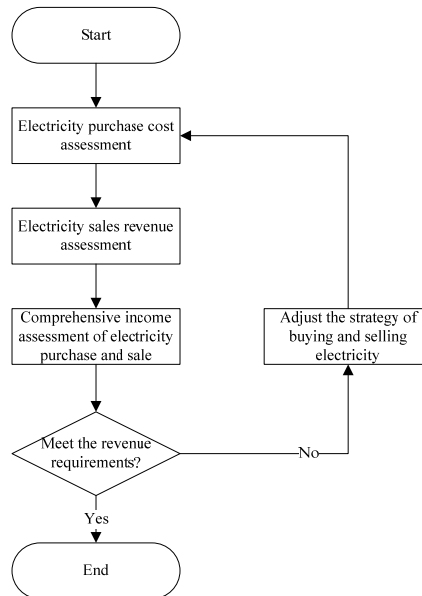 Start
Electricity purchase cost
assessment
Electricity sales revenue
assessment
Comprehensive income
assessment of electricity
purchase and sale
Adjust the strategy of
buying and selling
electricity
Meet the revenue
requirements?
No
Yes
End